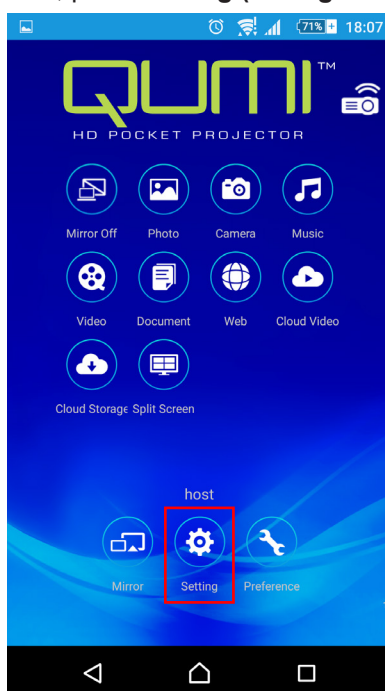 71% 18:07
QUMI™
HD POCKET PROJECTOR
Mirror Off Photo Camera Music
Video Document Web Cloud Video
Cloud Storage Split Screen
host
Mirror Setting Preference